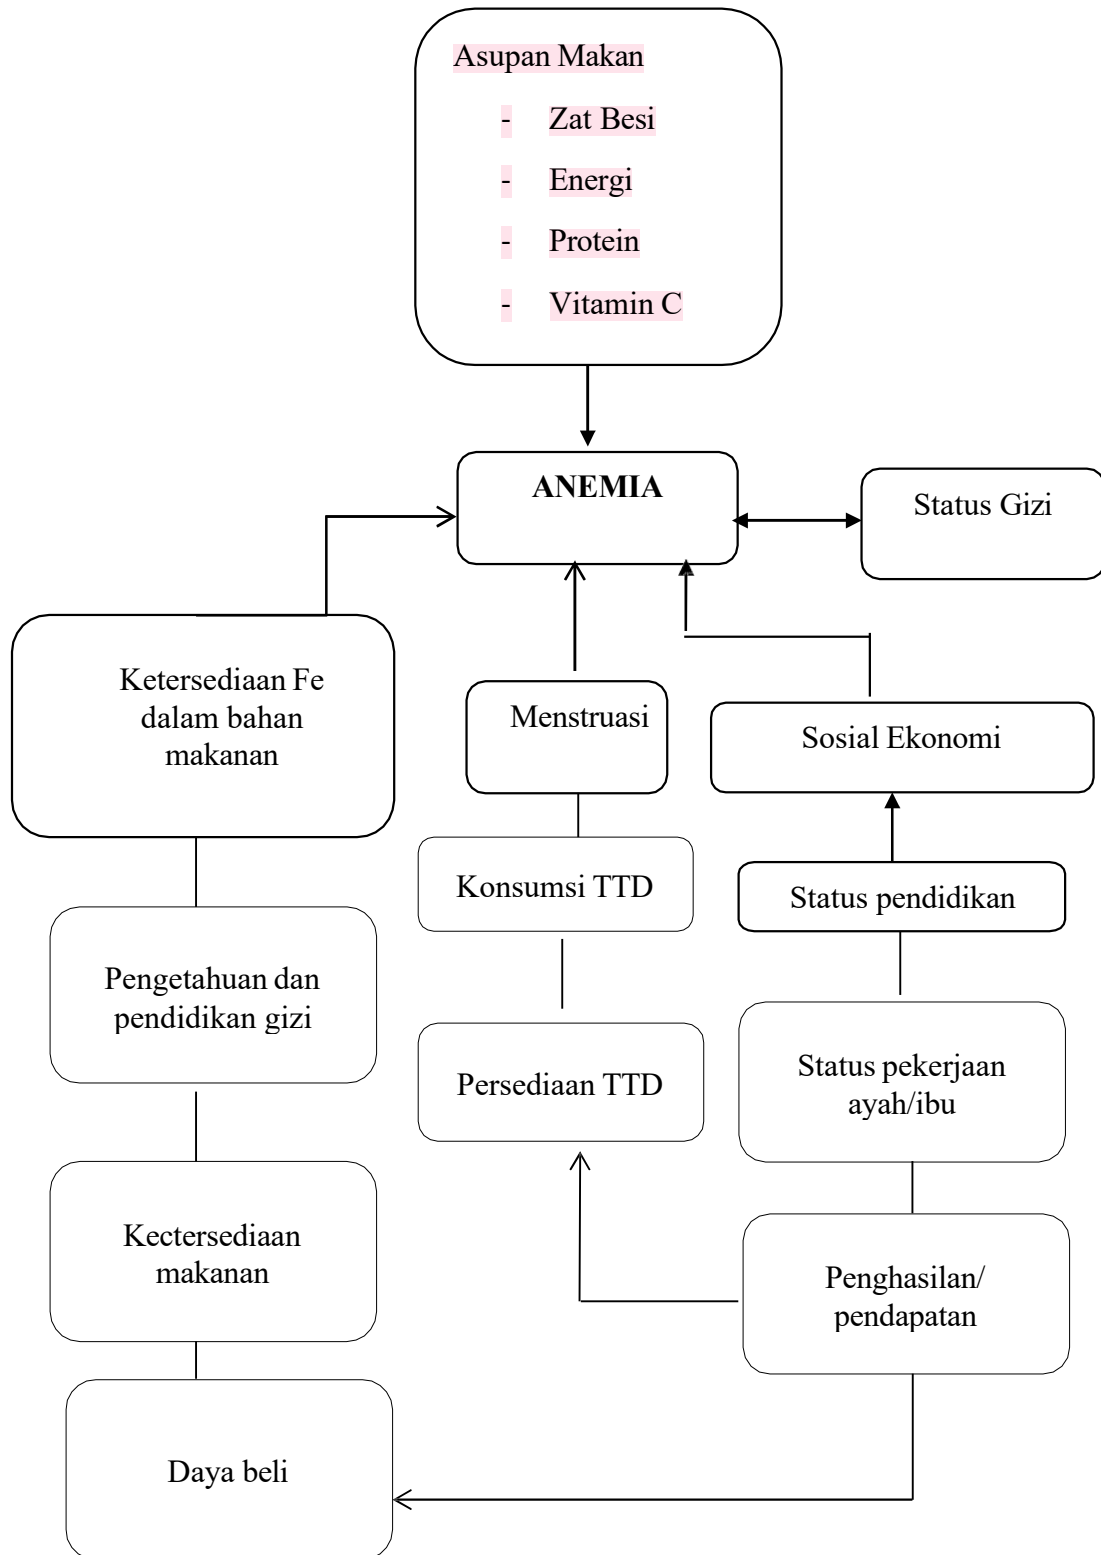 Asupan Makan
- Zat Besi
- Energi
- Protein
- Vitamin C
ANEMIA
Status Gizi
Ketersediaan Fe
dalam bahan
makanan
Menstruasi
Sosial Ekonomi
Konsumsi TTD
Status pendidikan
Pengetahuan dan
pendidikan gizi
Persediaan TTD
Status pekerjaan
ayah/ibu
Kectersediaan
makanan
Penghasilan/
pendapatan
Daya beli